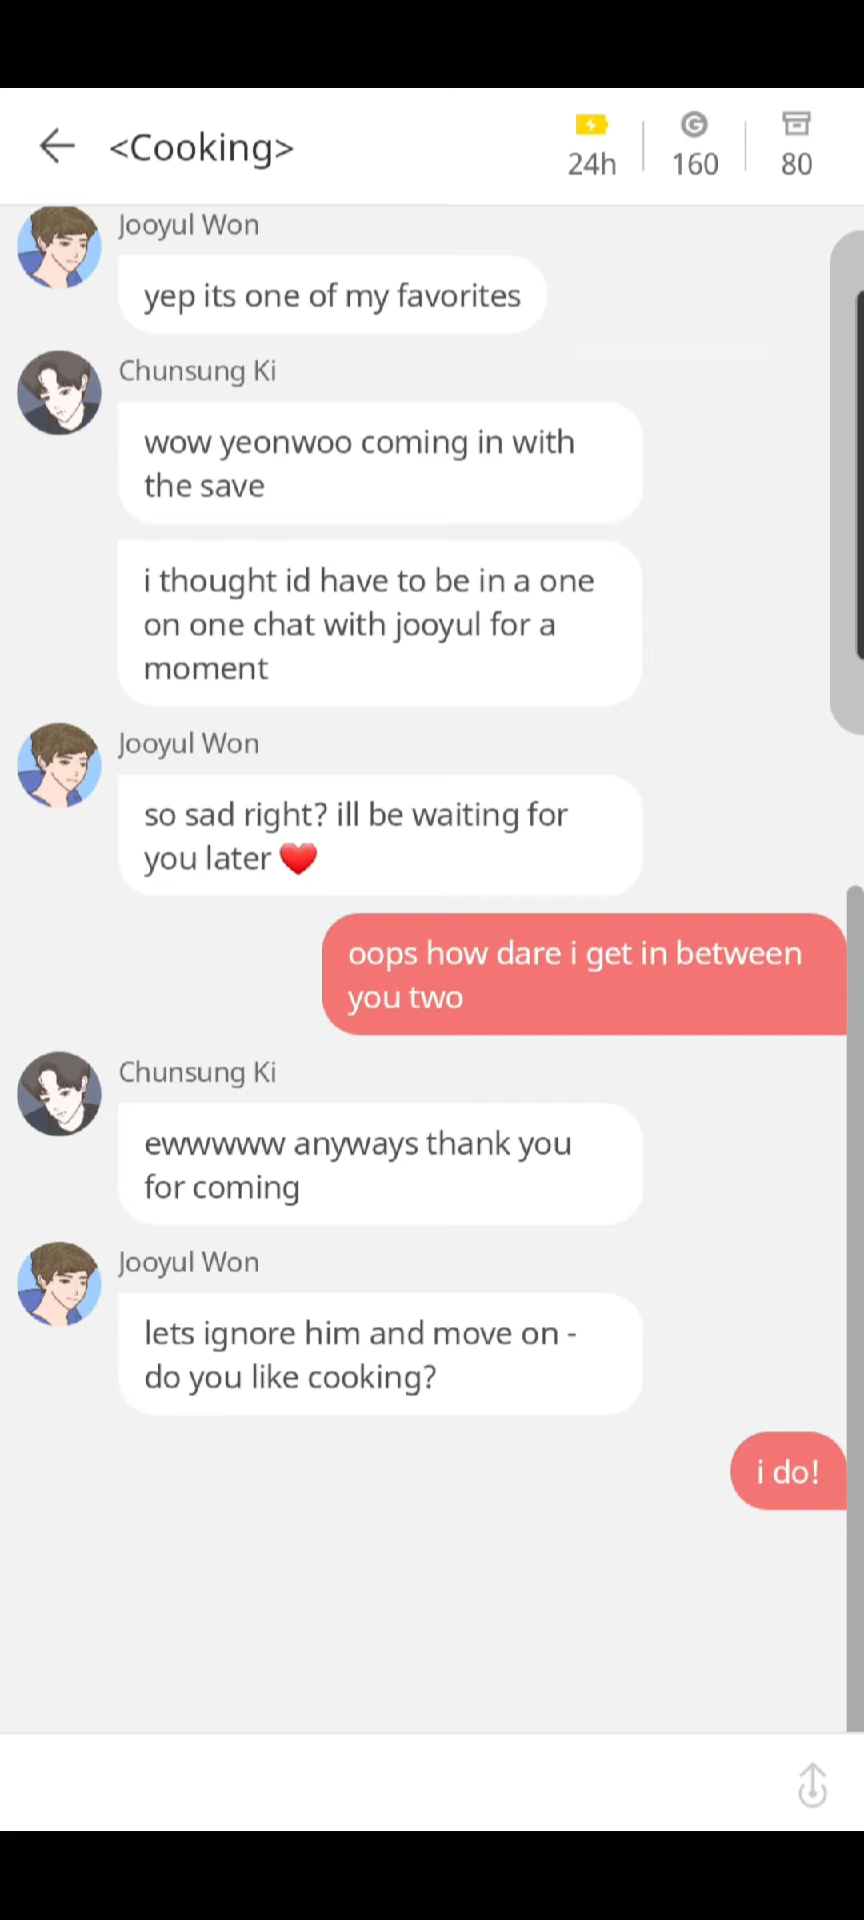 <Cooking>
24h
160
80
Jooyul Won
yep its one of my favorites
Chunsung Ki
wow yeonwoo coming in with
the save
i thought id have to be in a one
on one chat with jooyul for a
moment
Jooyul Won
so sad right? ill be waiting for
you later ❤️
oops how dare i get in between
you two
Chunsung Ki
ewwwww anyways thank you
for coming
Jooyul Won
lets ignore him and move on -
do you like cooking?
i do!